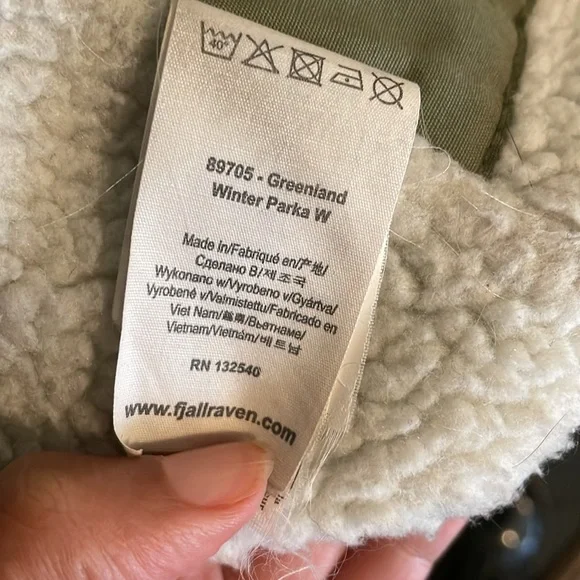 40°
89705 - Greenland
Winter Parka W
Made in/Fabriqué en/产地/
Сделано В/제조국
Wykonano w/Vyrobeno v/Gyártva/
Vyrobené v/Valmistettu/Fabricado en
Viet Nam/越南/Вьетнаме/
Vietnam/Vietnám/베트남
RN 132540
www.fjallraven.com